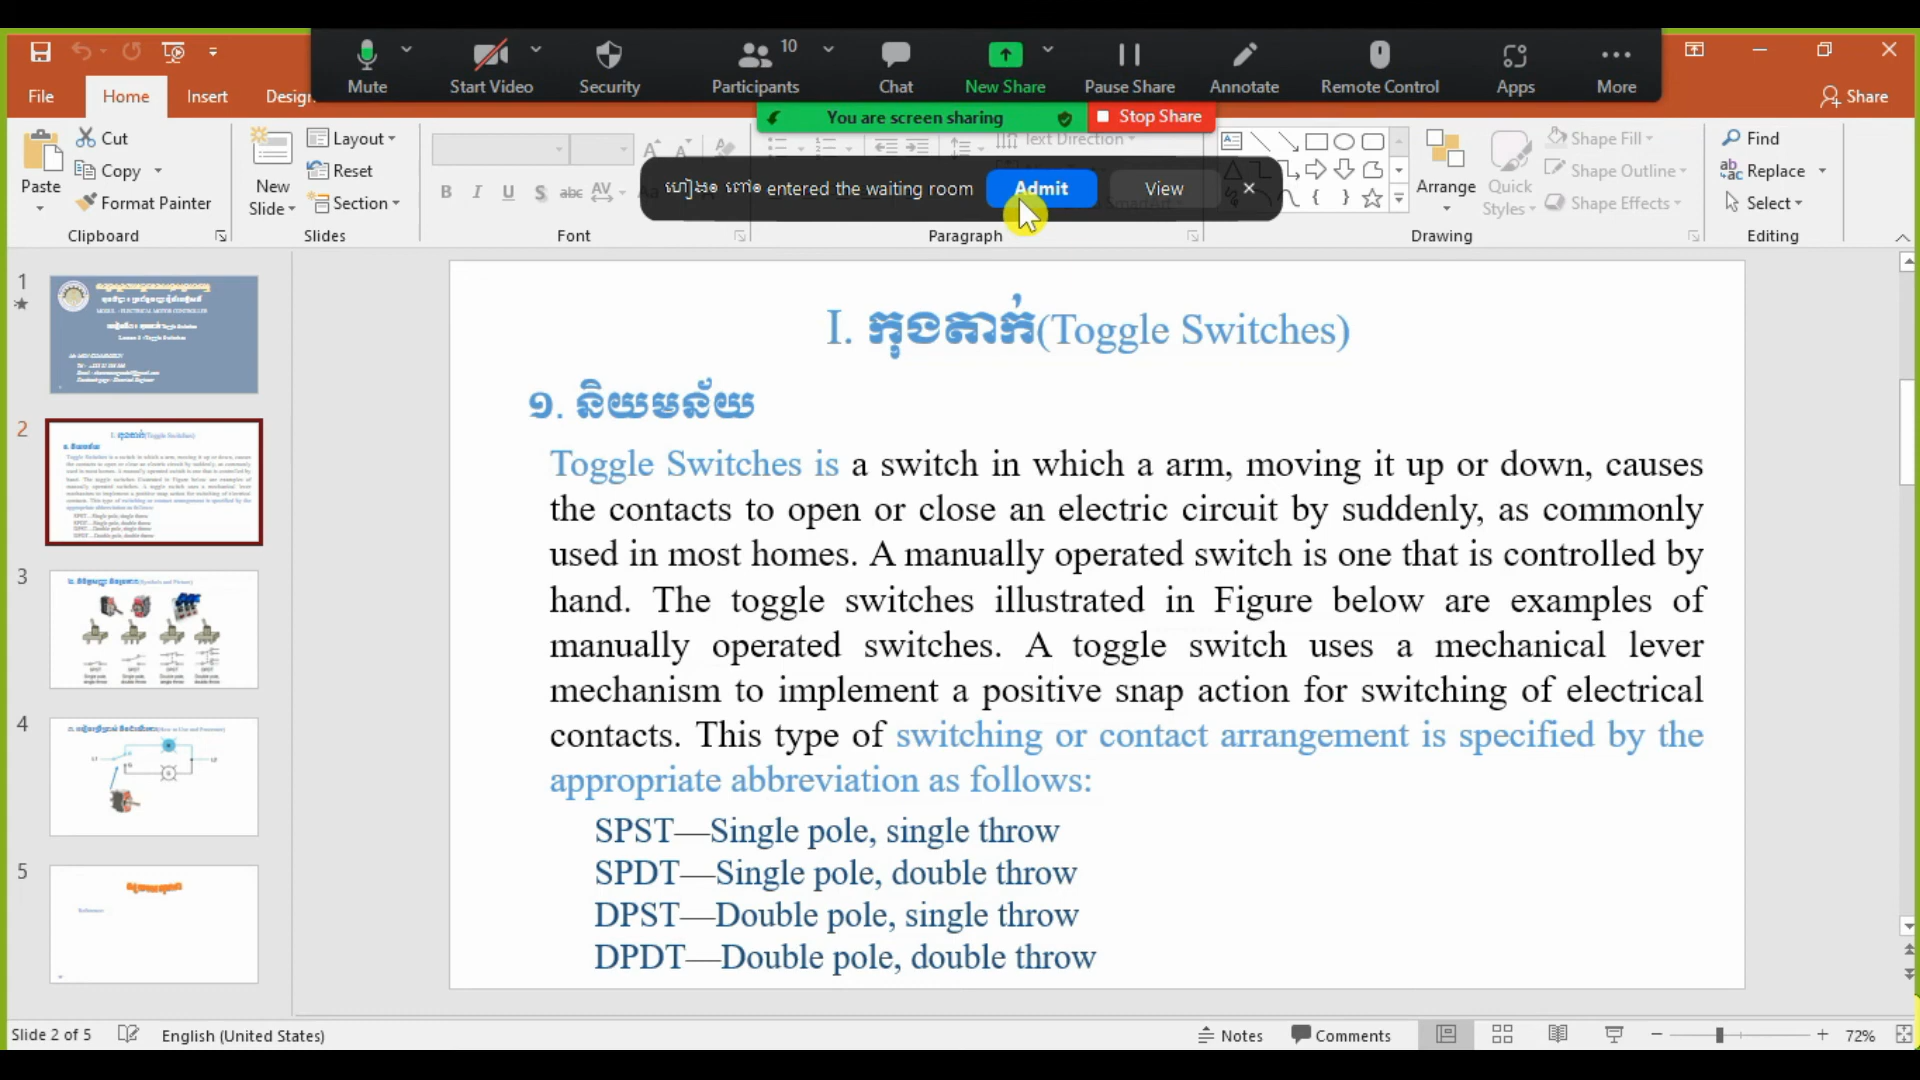 Mute
Start Video
Security
Participants
10
Chat
New Share
Pause Share
Annotate
Remote Control
Apps
More
You are screen sharing
Stop Share
entered the waiting room
Admit
View
File
Home
Insert
Design
Share
Paste
Cut
Copy
Format Painter
Clipboard
New
Slide
Layout
Reset
Section
Slides
Font
Text Direction
Paragraph
Arrange
Quick
Styles
Shape Fill
Shape Outline
Shape Effects
Drawing
Find
Replace
Select
Editing
1
2
3
4
5
I. កុងតាក់(Toggle Switches)
១. និយមន័យ
Toggle Switches is a switch in which a arm, moving it up or down, causes
the contacts to open or close an electric circuit by suddenly, as commonly
used in most homes. A manually operated switch is one that is controlled by
hand. The toggle switches illustrated in Figure below are examples of
manually operated switches. A toggle switch uses a mechanical lever
mechanism to implement a positive snap action for switching of electrical
contacts. This type of switching or contact arrangement is specified by the
appropriate abbreviation as follows:
SPST—Single pole, single throw
SPDT—Single pole, double throw
DPST—Double pole, single throw
DPDT—Double pole, double throw
Slide 2 of 5
English (United States)
Notes
Comments
72%